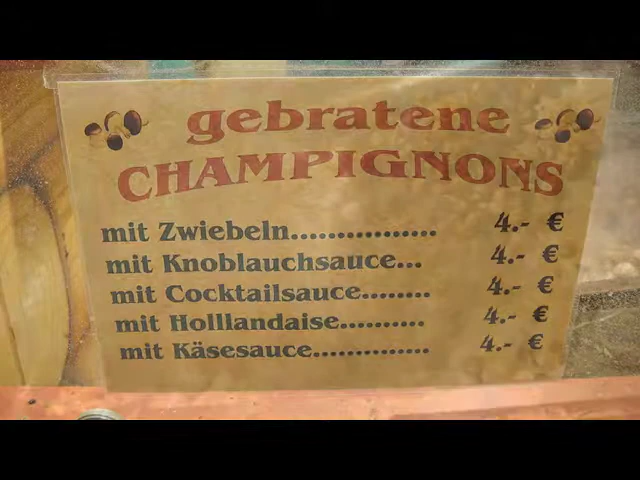 gebratene
CHAMPIGNONS
mit Zwiebeln................ 4.- €
mit Knoblauchsauce... 4.- €
mit Cocktailsauce......... 4.- €
mit Holllandaise.......... 4.- €
mit Käsesauce............... 4.- €